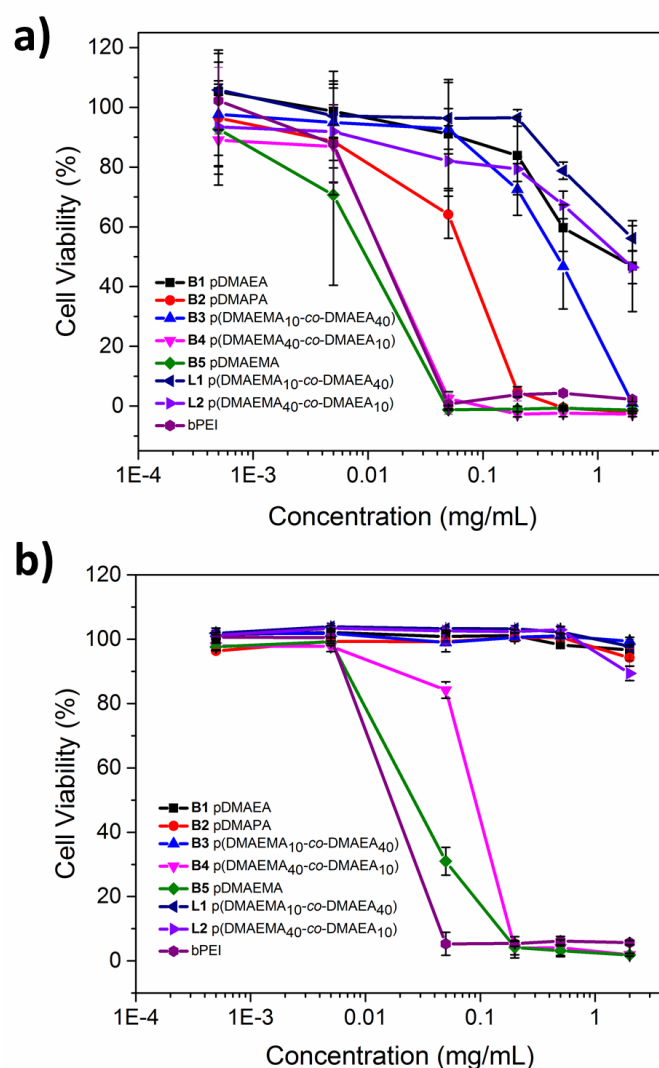 a)
120
100
80
60
40
20
0
Cell Viability (%)
B1 pDMAEA
B2 pDMAPA
B3 p(DMAEMA10-co-DMAEA40)
B4 p(DMAEMA40-co-DMAEA10)
B5 pDMAEMA
L1 p(DMAEMA10-co-DMAEA40)
L2 p(DMAEMA40-co-DMAEA10)
bPEI
1E-4 1E-3 0.01 0.1 1
Concentration (mg/mL)
b)
120
100
80
60
40
20
0
Cell Viability (%)
B1 pDMAEA
B2 pDMAPA
B3 p(DMAEMA10-co-DMAEA40)
B4 p(DMAEMA40-co-DMAEA10)
B5 pDMAEMA
L1 p(DMAEMA10-co-DMAEA40)
L2 p(DMAEMA40-co-DMAEA10)
bPEI
1E-4 1E-3 0.01 0.1 1
Concentration (mg/mL)